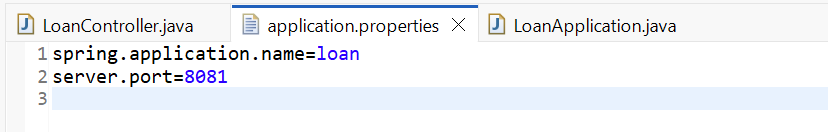 LoanController.java application.properties LoanApplication.java
1 spring.application.name=loan
2 server.port=8081
3